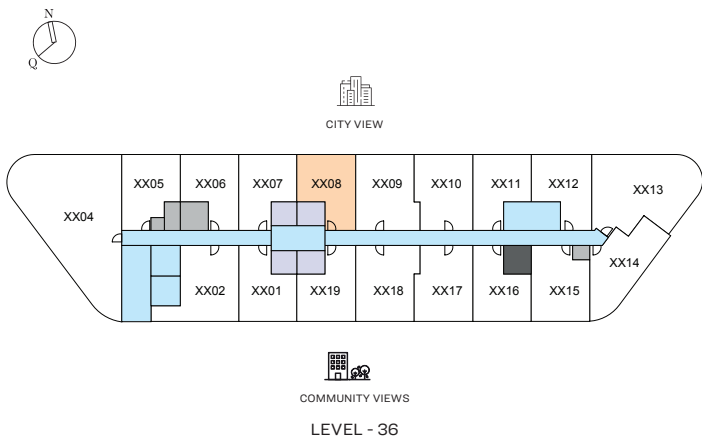 N
Q
CITY VIEW
XX05 XX06 XX07 XX08 XX09 XX10 XX11 XX12 XX13
XX04
XX14
XX02 XX01 XX19 XX18 XX17 XX16 XX15
COMMUNITY VIEWS
LEVEL - 36